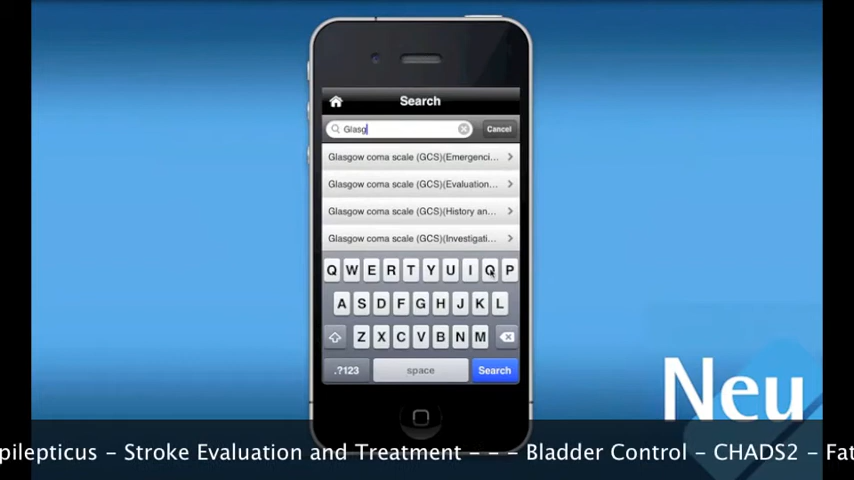 Search
Glasg
Cancel
Glasgow coma scale (GCS)(Emergenci...
Glasgow coma scale (GCS)(Evaluation...
Glasgow coma scale (GCS)(History an...
Glasgow coma scale (GCS)(Investigati...
Q W E R T Y U I O P
A S D F G H J K L
Z X C V B N M
.?123 space Search
Neu
pilepticus – Stroke Evaluation and Treatment – – – Bladder Control – CHADS2 – Fat